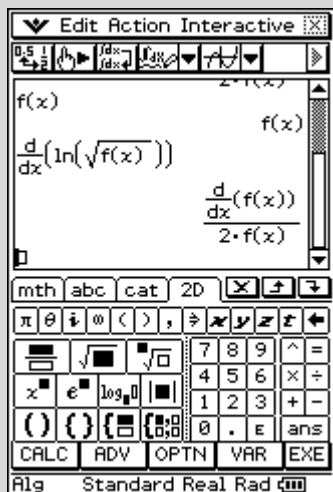 Edit Action Interactive
f(x)
f(x)
d/dx(ln(√f(x)))
d/dx(f(x))
2·f(x)
mth abc cat 2D
π θ i ∞ ( ) , ⇒ x y z t ←
7 8 9 ^ =
4 5 6 × ÷
1 2 3 + -
0 . E ans
CALC ADV OPTN VAR EXE
Alg Standard Real Rad